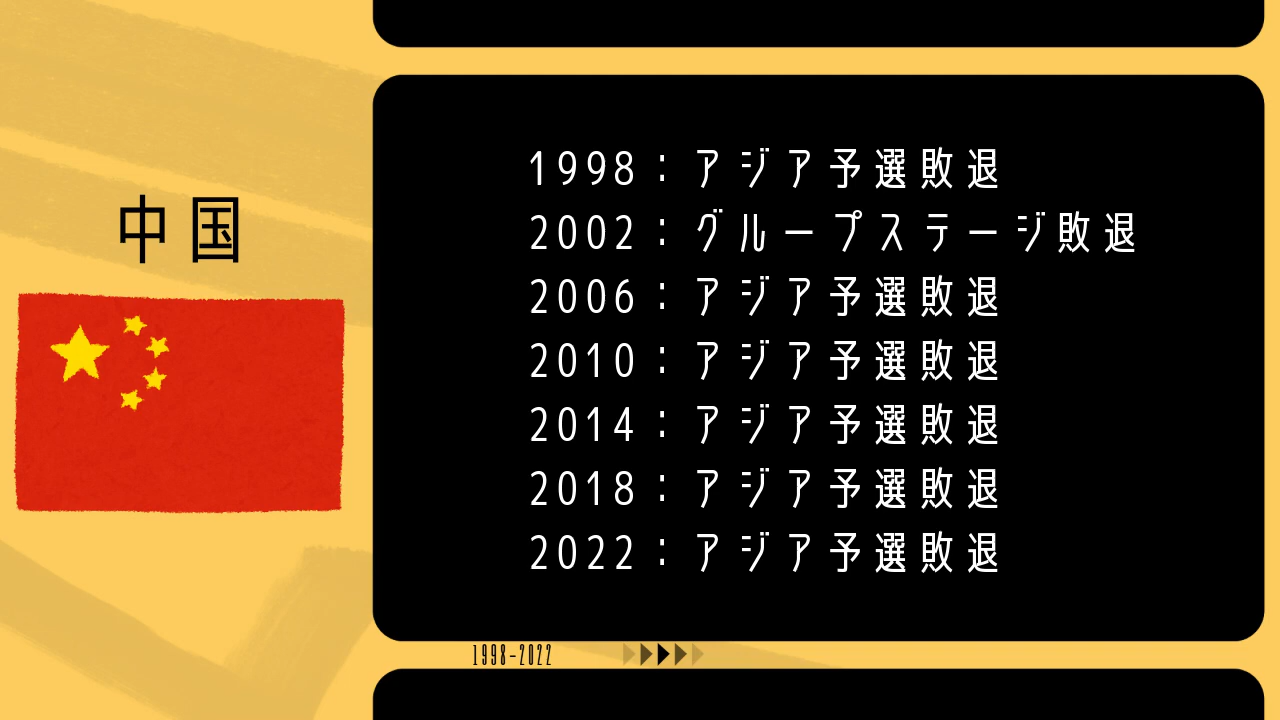 中国
1998：アジア予選敗退
2002：グループステージ敗退
2006：アジア予選敗退
2010：アジア予選敗退
2014：アジア予選敗退
2018：アジア予選敗退
2022：アジア予選敗退
1998-2022